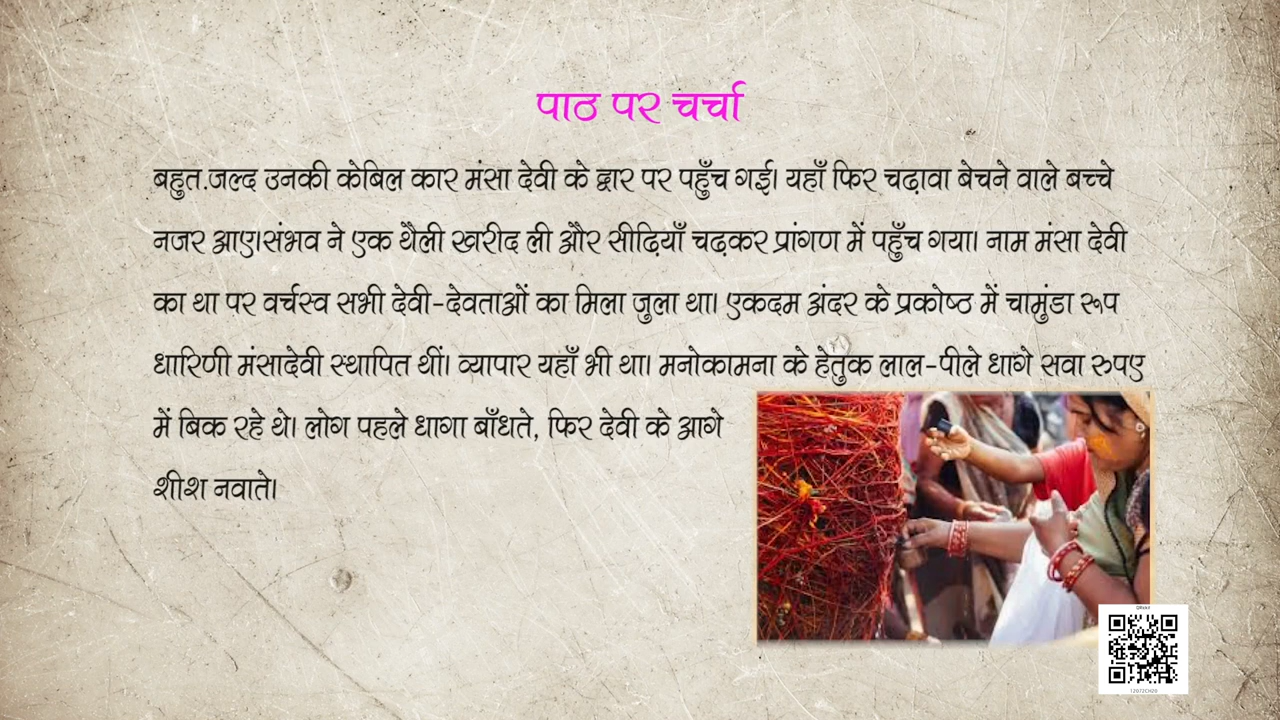 पाठ पर चर्चा
बहुत.जल्द उनकी केबिल कार मंसा देवी के द्वार पर पहुँच गई। यहाँ फिर चढ़ावा बेचने वाले बच्चे
नजर आए।संभव ने एक थैली खरीद ली और सीढ़ियाँ चढ़कर प्रांगण में पहुँच गया। नाम मंसा देवी
का था पर वर्चस्व सभी देवी-देवताओं का मिला जुला था। एकदम अंदर के प्रकोष्ठ में चामुंडा रूप
धारिणी मंसादेवी स्थापित थीं। व्यापार यहाँ भी था। मनोकामना के हेतुक लाल-पीले धागे सवा रुपए
में बिक रहे थे। लोग पहले धागा बाँधते, फिर देवी के आगे
शीश नवाते।
12072CH20